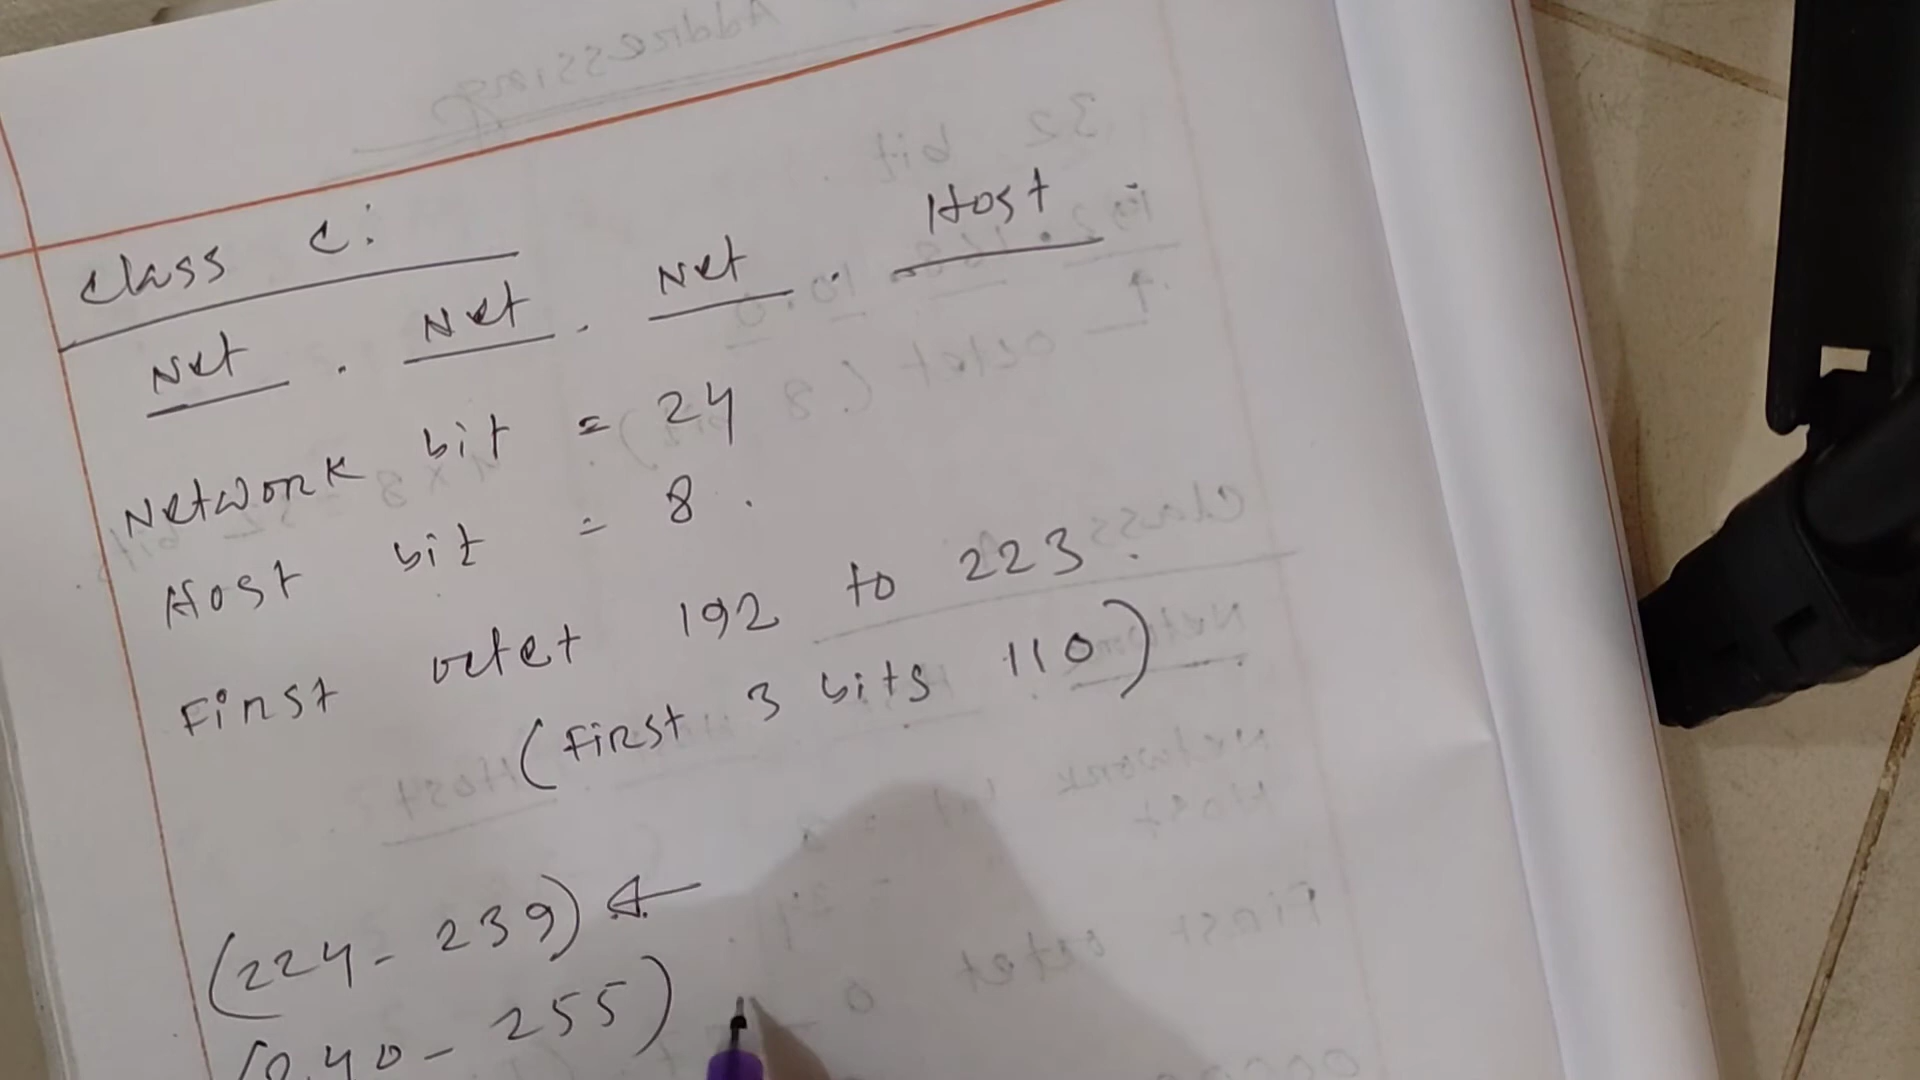 Class C:
Net . Net . Net . Host
Network bit = 24
Host bit = 8 .
First octet 192 to 223 .
(First 3 bits 110)
(224 - 239) ←
(240 - 255)